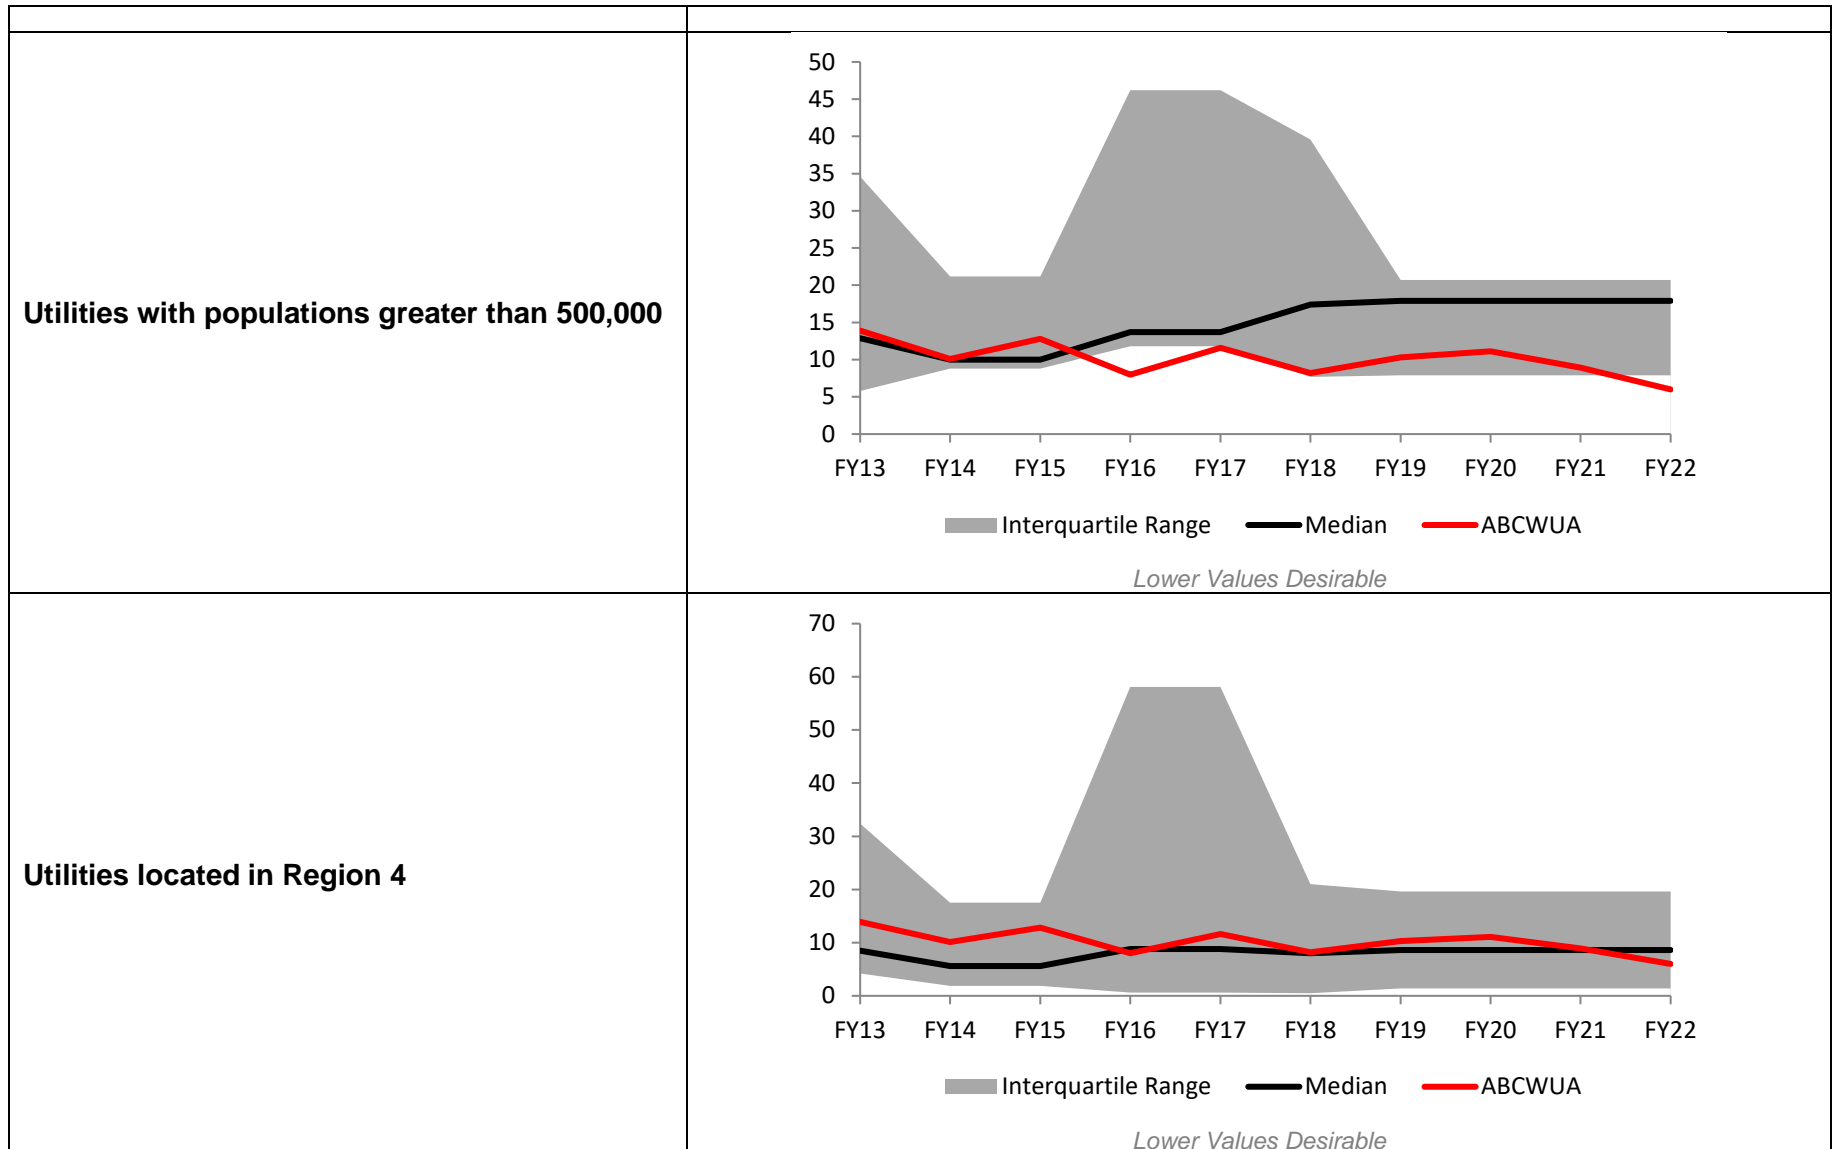 Utilities with populations greater than 500,000
50
45
40
35
30
25
20
15
10
5
0
FY13 FY14 FY15 FY16 FY17 FY18 FY19 FY20 FY21 FY22
Interquartile Range Median ABCWUA
Lower Values Desirable
Utilities located in Region 4
70
60
50
40
30
20
10
0
FY13 FY14 FY15 FY16 FY17 FY18 FY19 FY20 FY21 FY22
Interquartile Range Median ABCWUA
Lower Values Desirable